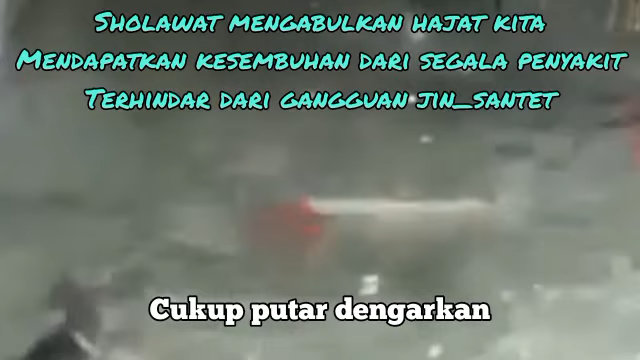 Sholawat mengabulkan hajat kita
Mendapatkan kesembuhan dari segala penyakit
Terhindar dari gangguan jin_santet
Cukup putar dengarkan